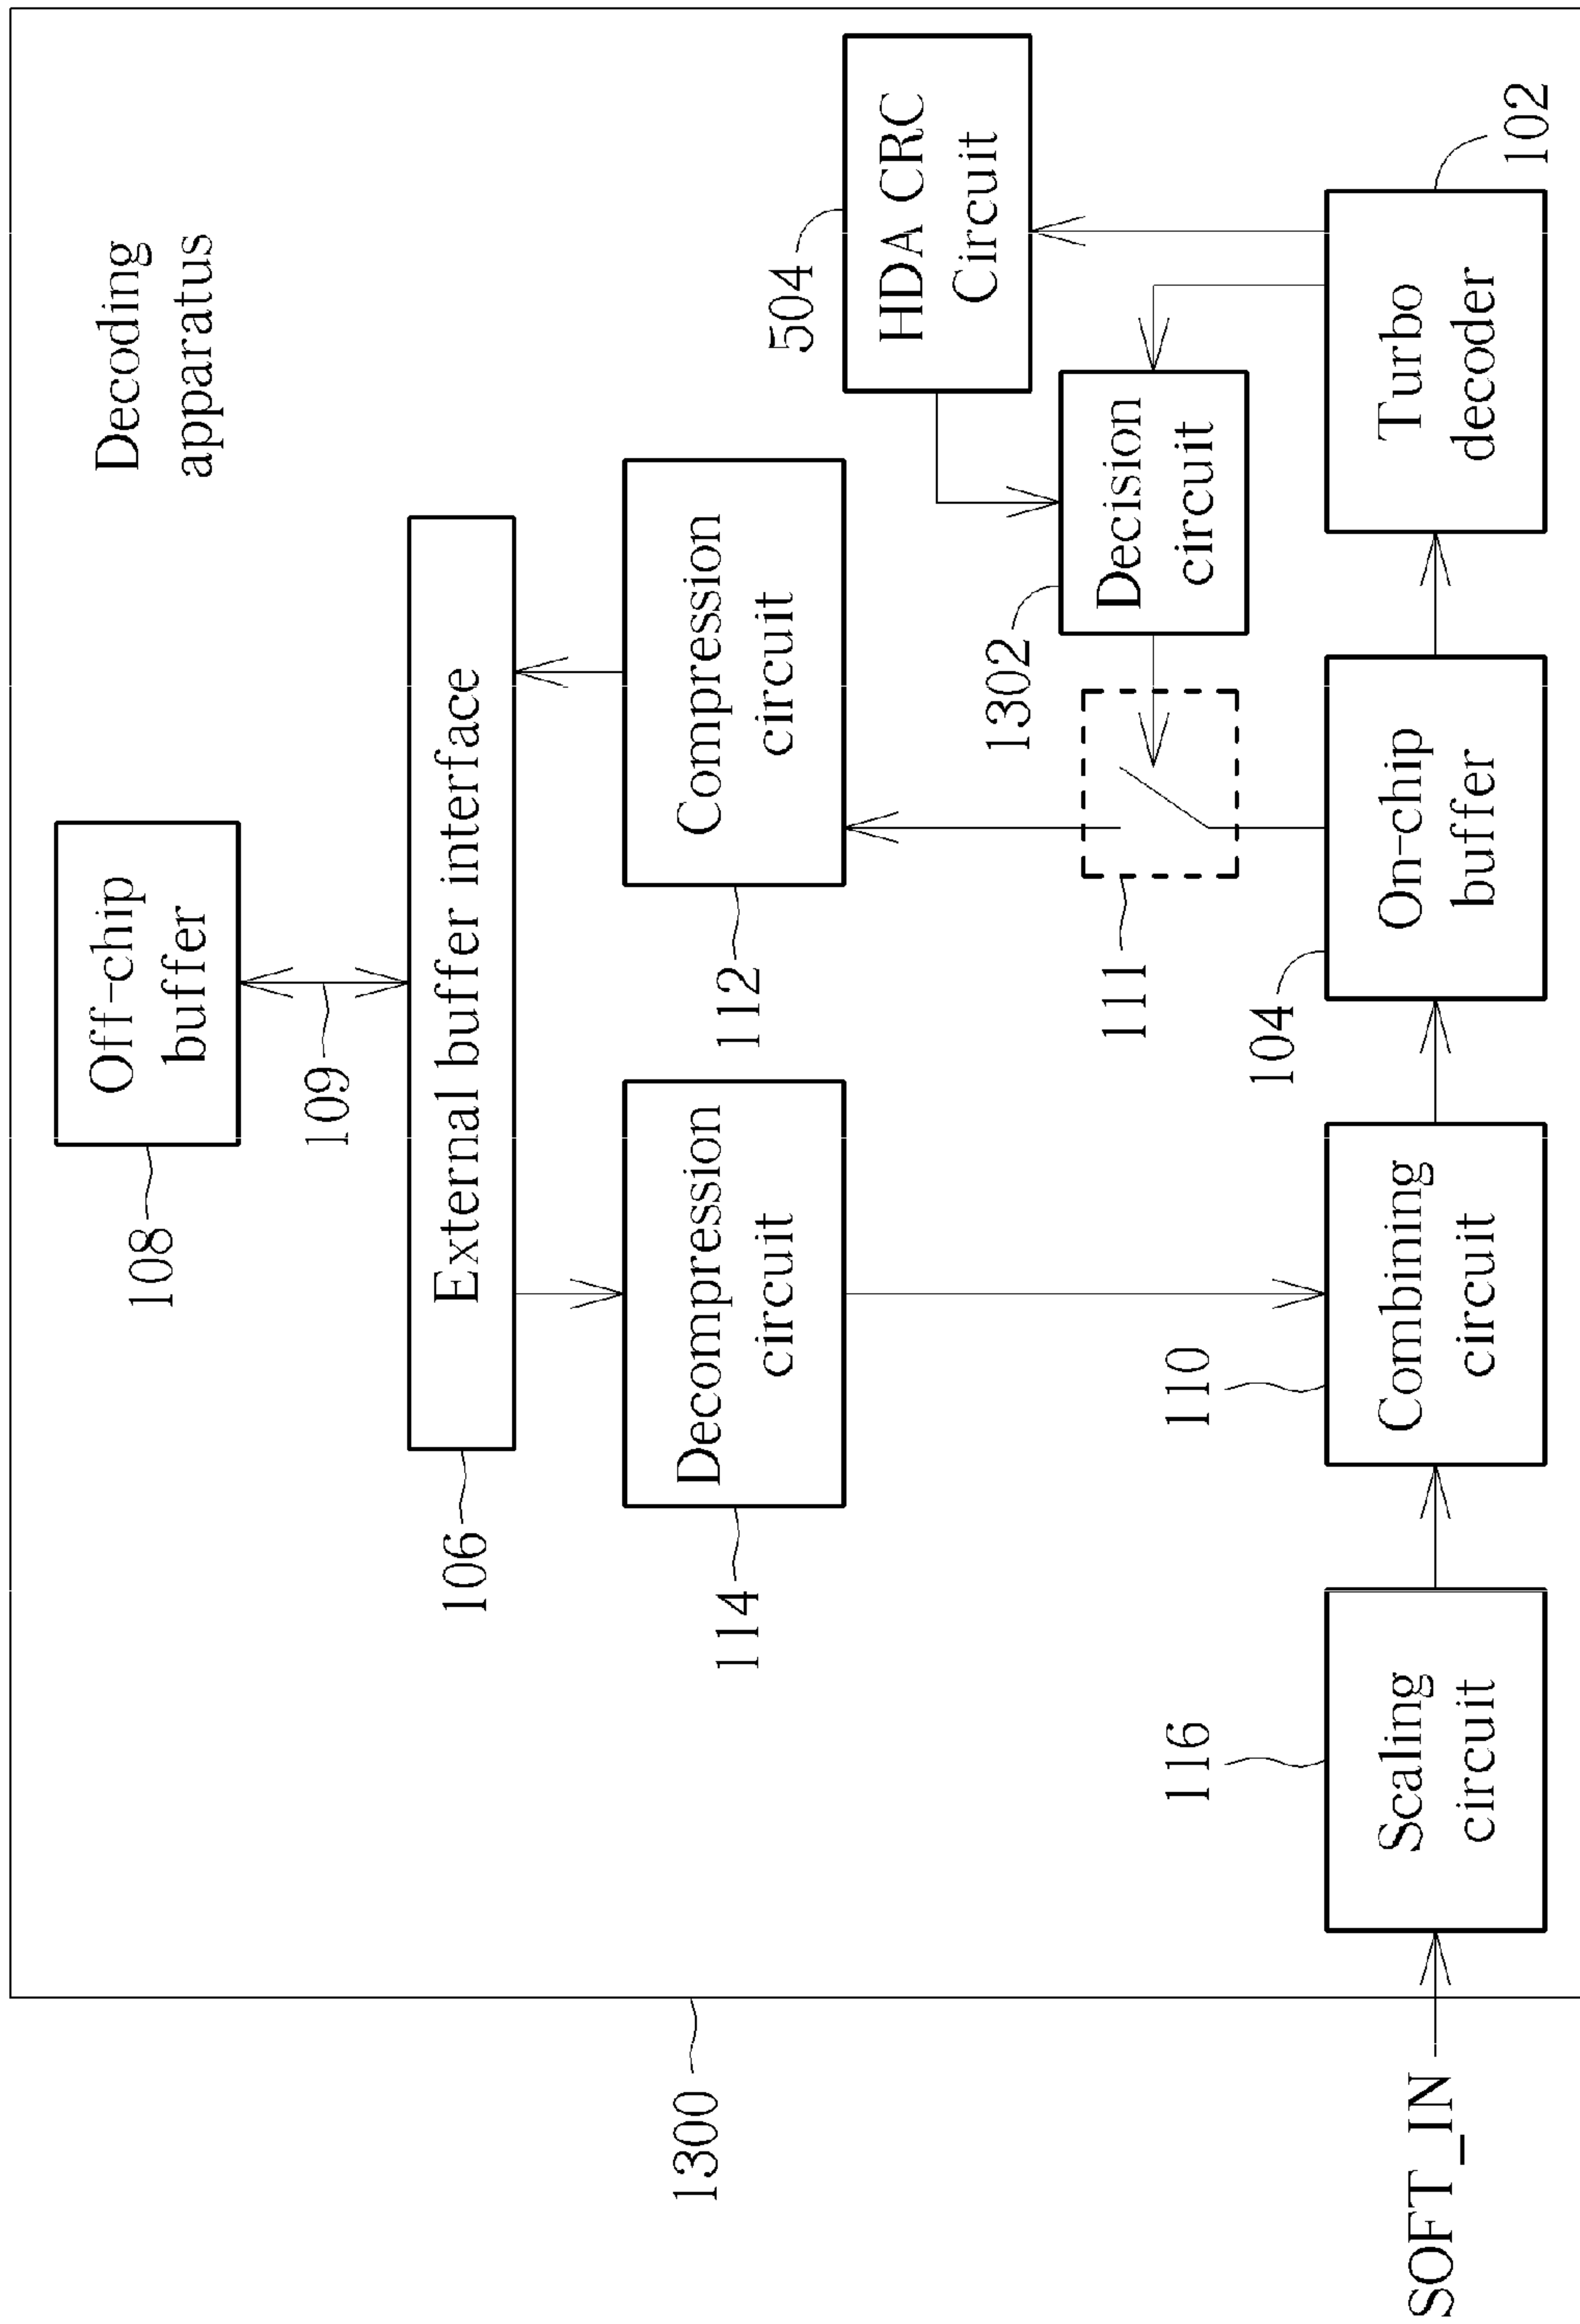 Decoding
apparatus
Off-chip
buffer
108
109
External buffer interface
106
Decompression
circuit
114
Compression
circuit
112
HDA CRC
Circuit
504
Decision
circuit
1302
111
1300
SOFT_IN
Scaling
circuit
116
Combining
circuit
110
On-chip
buffer
104
Turbo
decoder
102